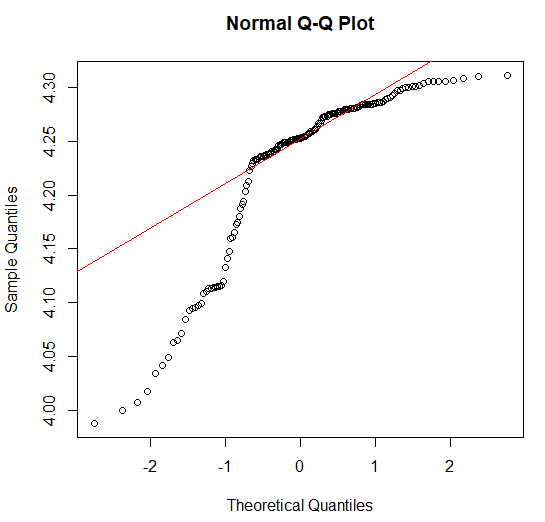 Normal Q-Q Plot
Sample Quantiles
4.30
4.25
4.20
4.15
4.10
4.05
4.00
-2 -1 0 1 2
Theoretical Quantiles